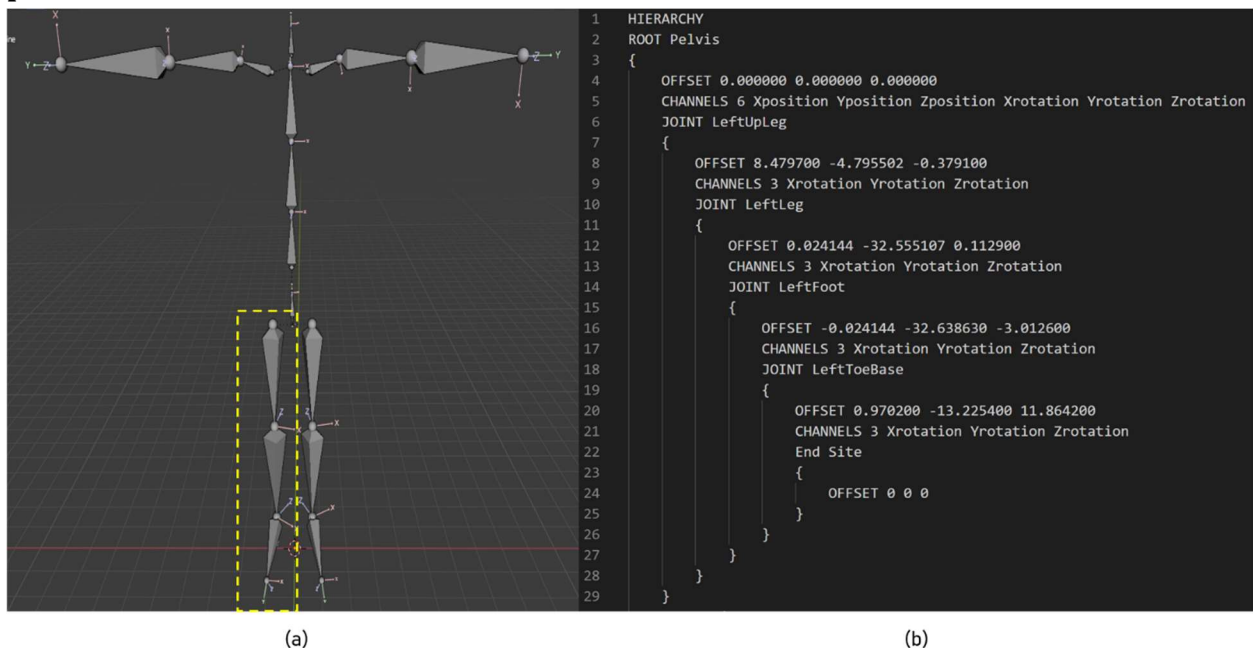 1 HIERARCHY
2 ROOT Pelvis
3 {
4 OFFSET 0.000000 0.000000 0.000000
5 CHANNELS 6 Xposition Yposition Zposition Xrotation Yrotation Zrotation
6 JOINT LeftUpLeg
7 {
8 OFFSET 8.479700 -4.795502 -0.379100
9 CHANNELS 3 Xrotation Yrotation Zrotation
10 JOINT LeftLeg
11 {
12 OFFSET 0.024144 -32.555107 0.112900
13 CHANNELS 3 Xrotation Yrotation Zrotation
14 JOINT LeftFoot
15 {
16 OFFSET -0.024144 -32.638630 -3.012600
17 CHANNELS 3 Xrotation Yrotation Zrotation
18 JOINT LeftToeBase
19 {
20 OFFSET 0.970200 -13.225400 11.864200
21 CHANNELS 3 Xrotation Yrotation Zrotation
22 End Site
23 {
24 OFFSET 0 0 0
25 }
26 }
27 }
28 }
29 }
(a)
(b)